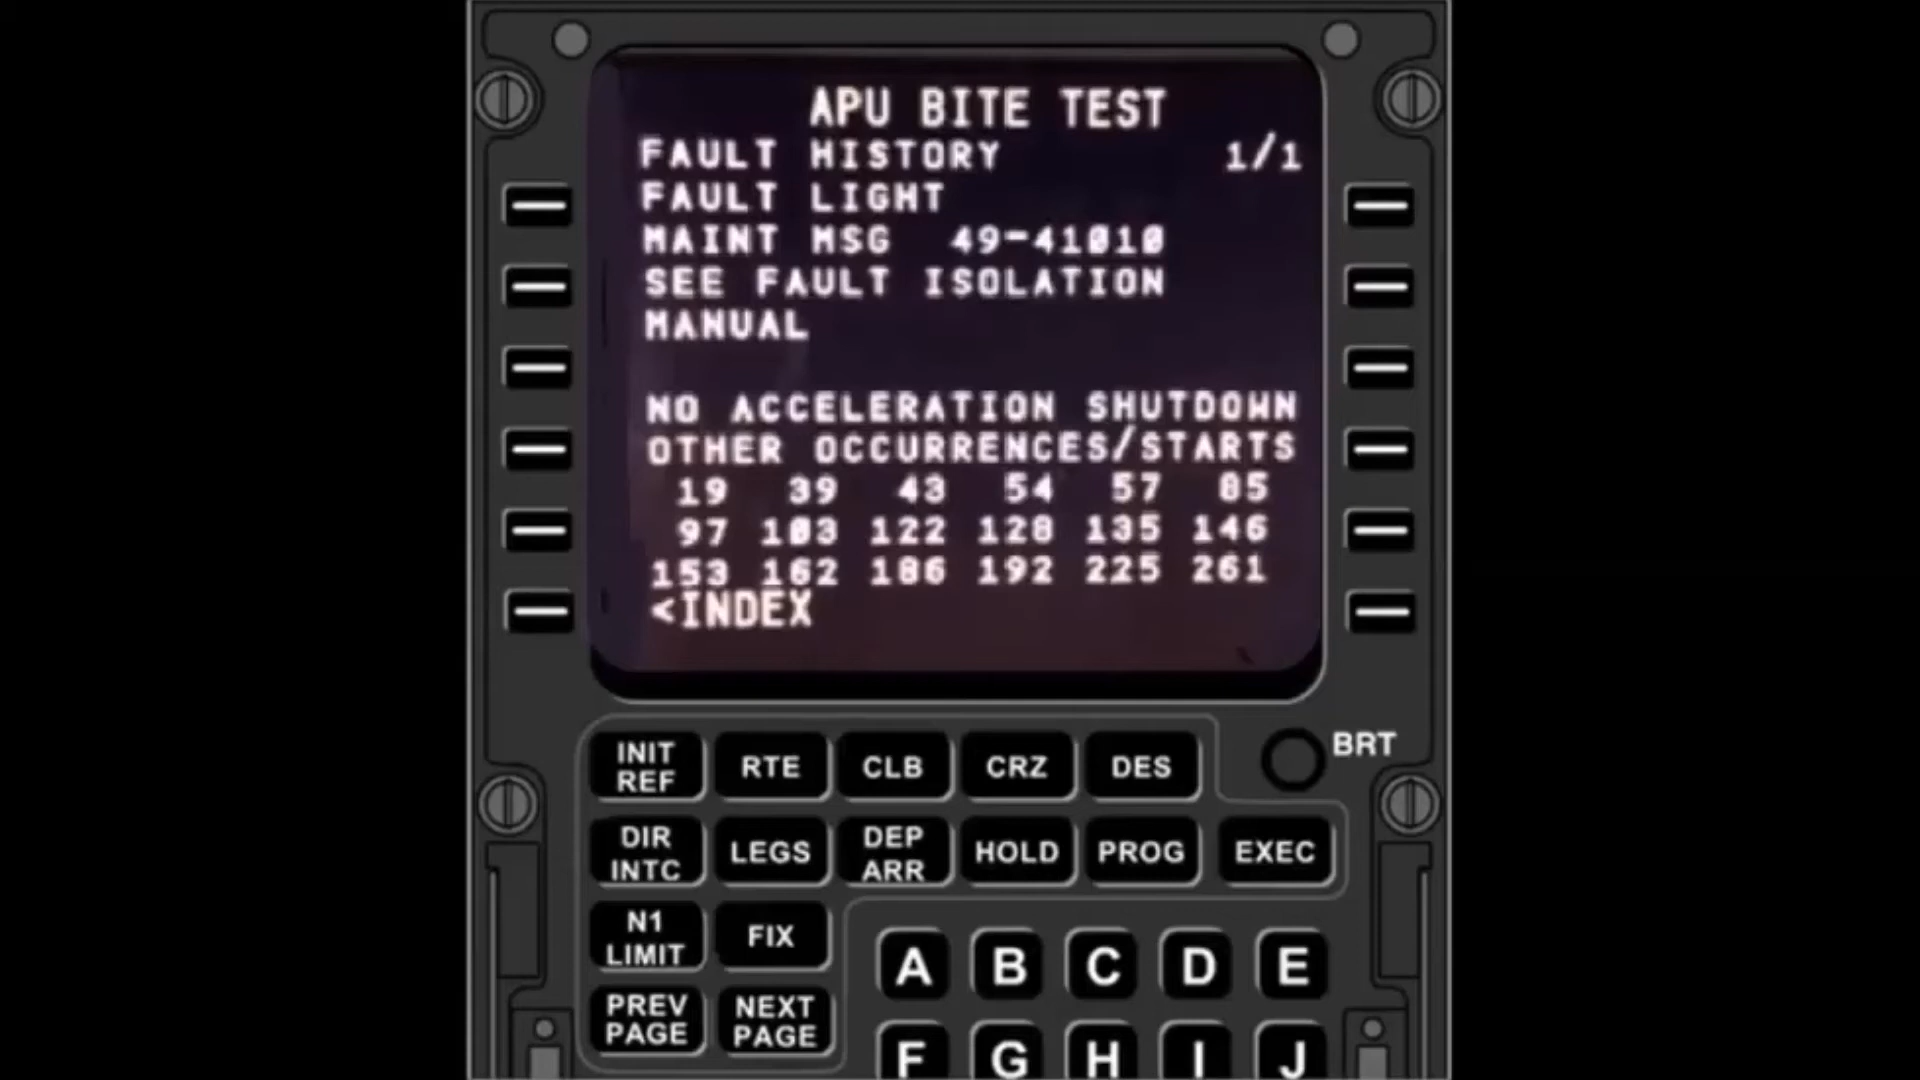 APU BITE TEST
FAULT HISTORY 1/1
FAULT LIGHT
MAINT MSG 49-41010
SEE FAULT ISOLATION
MANUAL
NO ACCELERATION SHUTDOWN
OTHER OCCURRENCES/STARTS
19 39 43 54 57 85
97 103 122 128 135 146
153 162 186 192 225 261
<INDEX
BRT
INIT REF RTE CLB CRZ DES
DIR INTC LEGS DEP ARR HOLD PROG EXEC
N1 LIMIT FIX
A B C D E
PREV PAGE NEXT PAGE
F G H I J